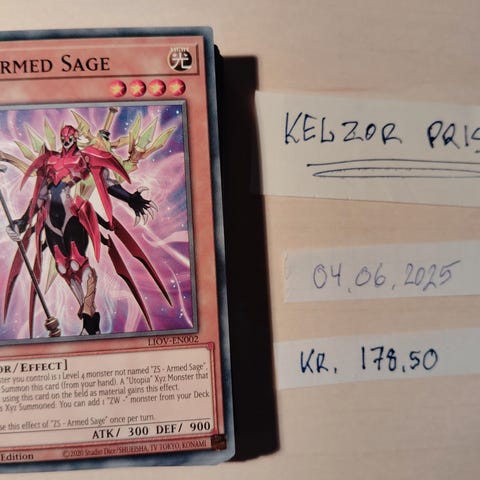 ARMED SAGE
LIGHT
光
LIOV-EN002
OR/EFFECT]
ster you control is 1 Level 4 monster not named "ZS - Armed Sage",
Summon this card (from your hand). A "Utopia" Xyz Monster that
using this card on the field as material gains this effect.
s Xyz Summoned: You can add 1 "ZW -" monster from your Deck
se this effect of "ZS - Armed Sage" once per turn.
ATK/ 300 DEF/ 900
Edition
©2020 Studio Dice/SHUEISHA, TV TOKYO, KONAMI
KELZOR PRIS
04.06.2025
KR. 178,50